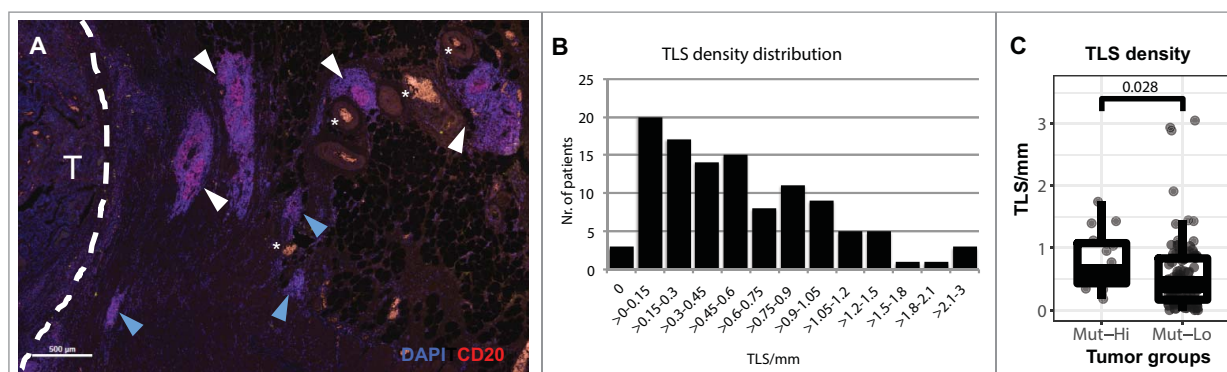 A
T
*
*
*
*
500 µm
DAPITCD20
B
TLS density distribution
Nr. of patients
25
20
15
10
5
0
0
>0-0.15
>0.15-0.3
>0.3-0.45
>0.45-0.6
>0.6-0.75
>0.75-0.9
>0.9-1.05
>1.05-1.2
>1.2-1.5
>1.5-1.8
>1.8-2.1
>2.1-3
TLS/mm
C
TLS density
0.028
TLS/mm
3
2
1
0
Mut–Hi
Mut–Lo
Tumor groups